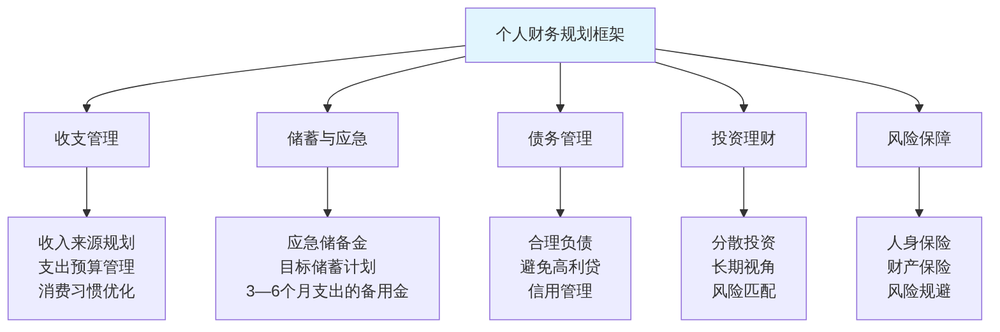 个人财务规划框架
收支管理
储蓄与应急
债务管理
投资理财
风险保障
收入来源规划
支出预算管理
消费习惯优化
应急储备金
目标储蓄计划
3—6个月支出的备用金
合理负债
避免高利贷
信用管理
分散投资
长期视角
风险匹配
人身保险
财产保险
风险规避